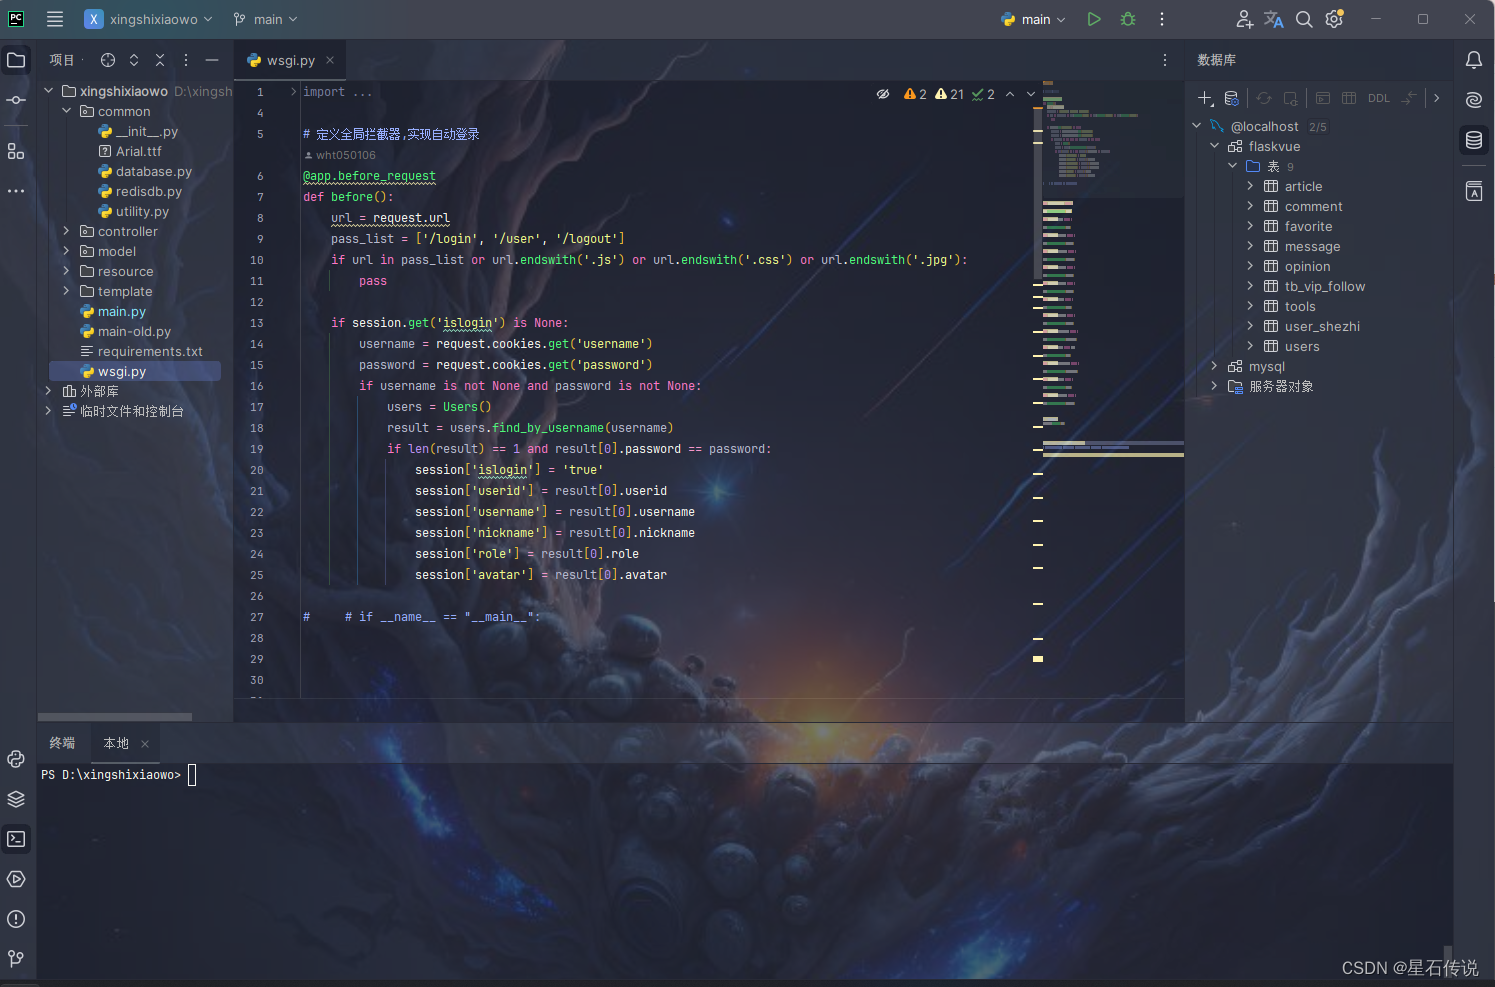 PC X xingshixiaowo main main
项目
wsgi.py
数据库
xingshixiaowo D:\xingsh
common
__init__.py
Arial.ttf
database.py
redisdb.py
utility.py
controller
model
resource
template
main.py
main-old.py
requirements.txt
wsgi.py
外部库
临时文件和控制台
2 21 2
1 import ...
4
5 # 定义全局拦截器,实现自动登录
wht050106
6 @app.before_request
7 def before():
8 url = request.url
9 pass_list = ['/login', '/user', '/logout']
10 if url in pass_list or url.endswith('.js') or url.endswith('.css') or url.endswith('.jpg'):
11 pass
12
13 if session.get('islogin') is None:
14 username = request.cookies.get('username')
15 password = request.cookies.get('password')
16 if username is not None and password is not None:
17 users = Users()
18 result = users.find_by_username(username)
19 if len(result) == 1 and result[0].password == password:
20 session['islogin'] = 'true'
21 session['userid'] = result[0].userid
22 session['username'] = result[0].username
23 session['nickname'] = result[0].nickname
24 session['role'] = result[0].role
25 session['avatar'] = result[0].avatar
26
27 # # if __name__ == "__main__":
28
29
30
DDL
@localhost 2/5
flaskvue
表 9
article
comment
favorite
message
opinion
tb_vip_follow
tools
user_shezhi
users
mysql
服务器对象
终端 本地
PS D:\xingshixiaowo>
CSDN @星石传说